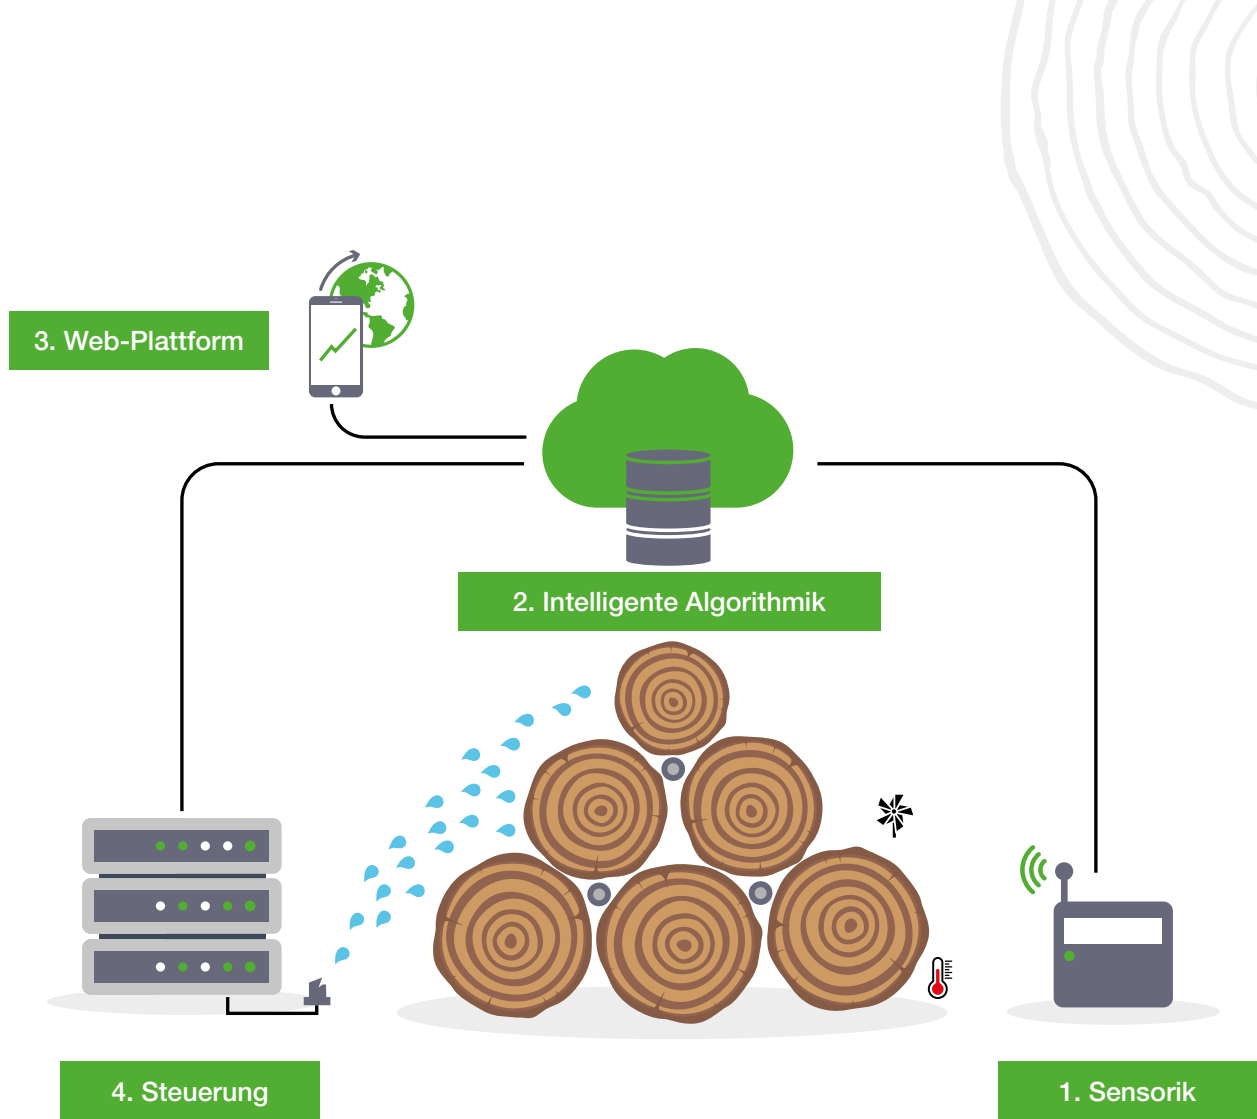 3. Web-Plattform
2. Intelligente Algorithmik
4. Steuerung
1. Sensorik